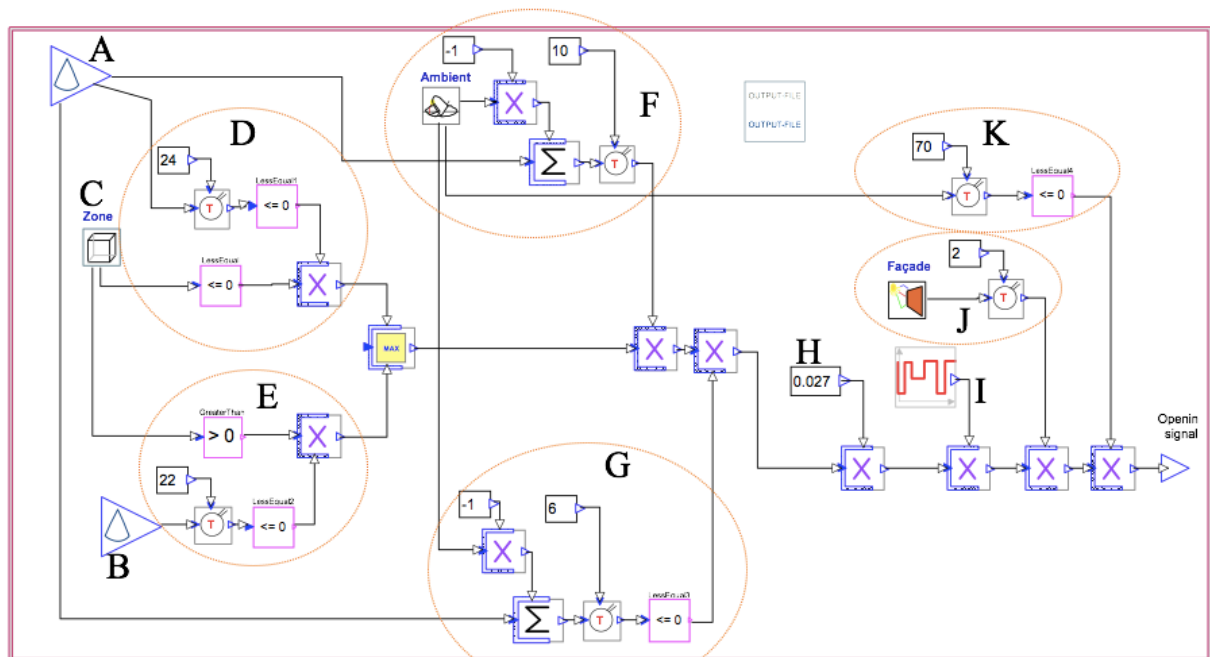 A
-1
10
Ambient
X
F
OUTPUT-FILE
OUTPUT-FILE
D
Σ
T
K
24
70
LessEqual1
LessEqual4
C
Zone
T
<= 0
T
<= 0
LessEqual
<= 0
X
2
Façade
T
J
MAX
X
X
H
0.027
I
E
GreaterThan
> 0
X
Openin
signal
G
X
X
X
X
22
LessEqual2
T
<= 0
-1
6
X
B
LessEqual3
Σ
T
<= 0